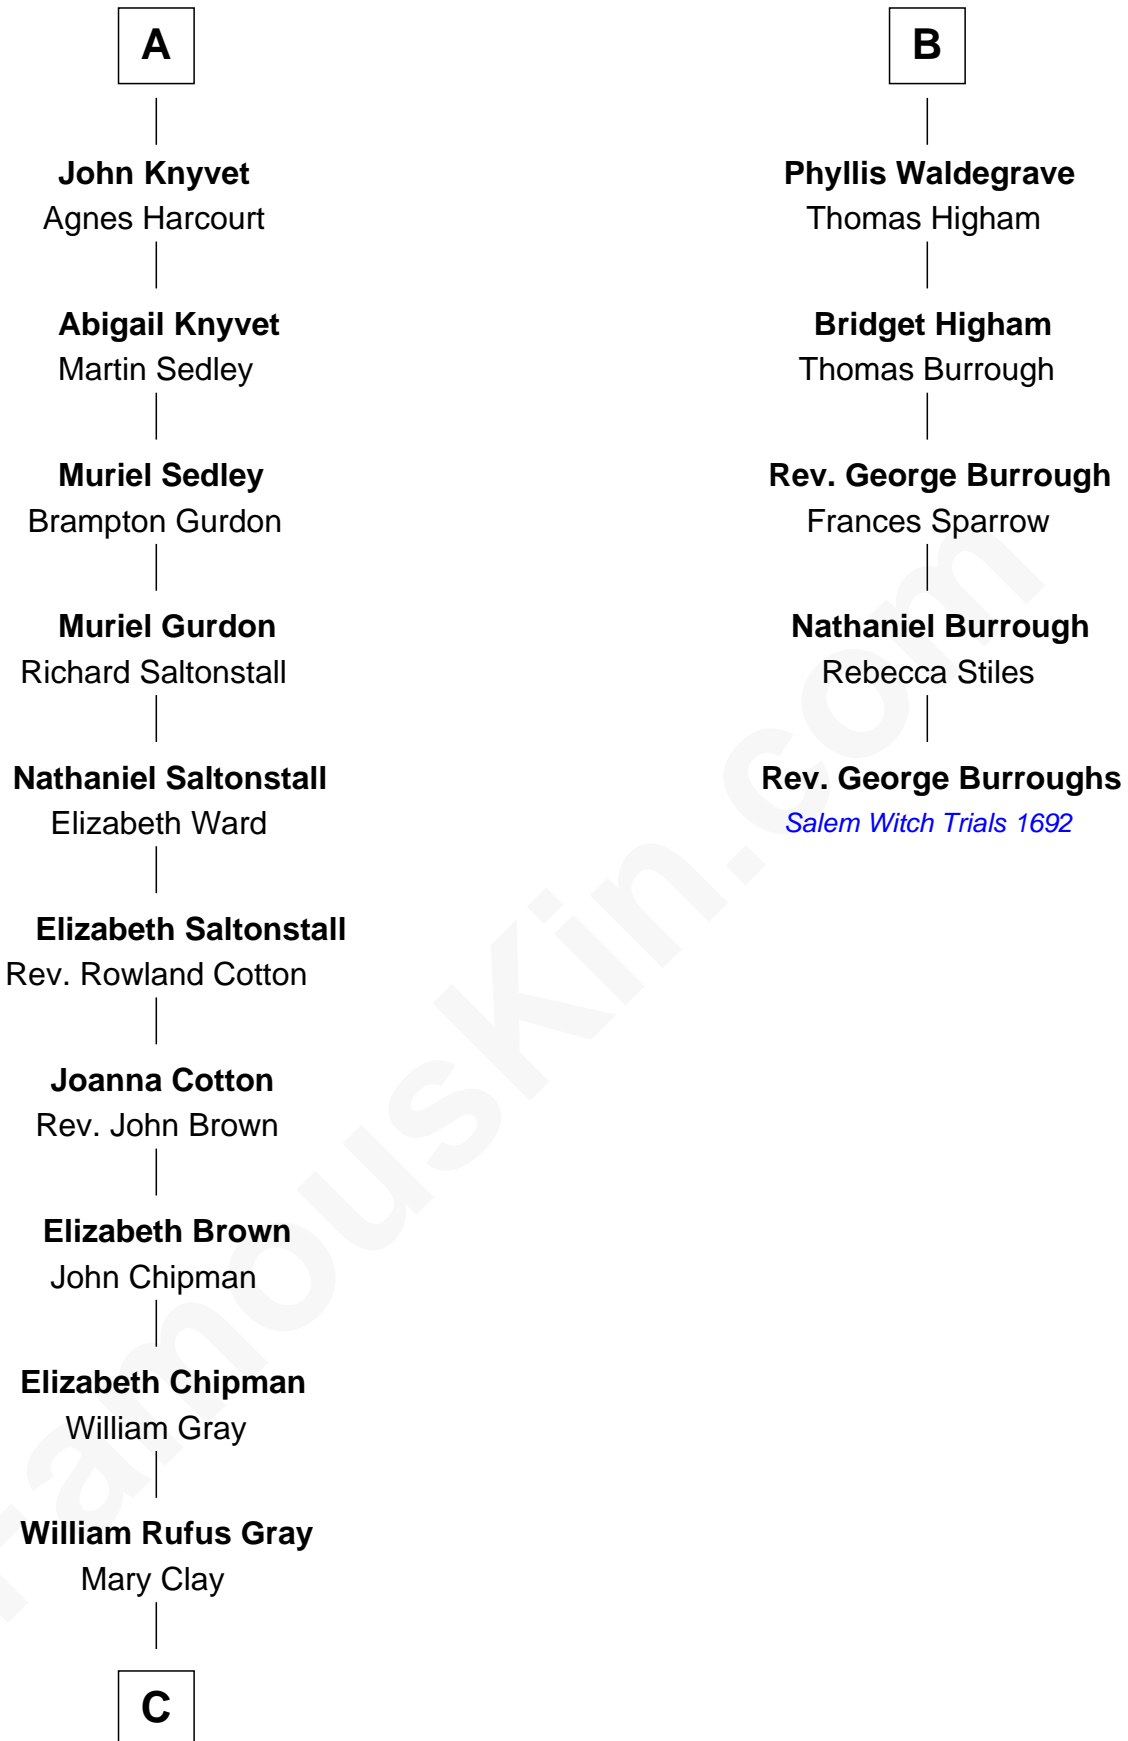 A
John Knyvet
Agnes Harcourt
Abigail Knyvet
Martin Sedley
Muriel Sedley
Brampton Gurdon
Muriel Gurdon
Richard Saltonstall
Nathaniel Saltonstall
Elizabeth Ward
Elizabeth Saltonstall
Rev. Rowland Cotton
Joanna Cotton
Rev. John Brown
Elizabeth Brown
John Chipman
Elizabeth Chipman
William Gray
William Rufus Gray
Mary Clay
C
B
Phyllis Waldegrave
Thomas Higham
Bridget Higham
Thomas Burrough
Rev. George Burrough
Frances Sparrow
Nathaniel Burrough
Rebecca Stiles
Rev. George Burroughs
Salem Witch Trials 1692
FamousKin.com